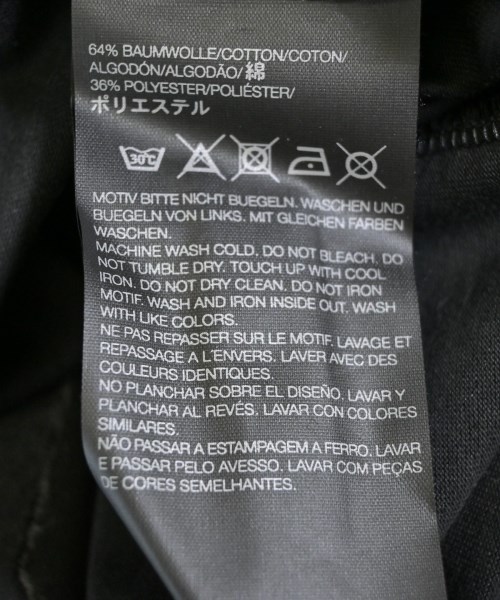 64% BAUMWOLLE/COTTON/COTON/
ALGODÓN/ALGODÃO/綿
36% POLYESTER/POLIÉSTER/
ポリエステル
30°C
MOTIV BITTE NICHT BUEGELN. WASCHEN UND
BUEGELN VON LINKS. MIT GLEICHEN FARBEN
WASCHEN.
MACHINE WASH COLD. DO NOT BLEACH. DO
NOT TUMBLE DRY. TOUCH UP WITH COOL
IRON. DO NOT DRY CLEAN. DO NOT IRON
MOTIF. WASH AND IRON INSIDE OUT. WASH
WITH LIKE COLORS.
NE PAS REPASSER SUR LE MOTIF. LAVAGE ET
REPASSAGE A L'ENVERS. LAVER AVEC DES
COULEURS IDENTIQUES.
NO PLANCHAR SOBRE EL DISEÑO. LAVAR Y
PLANCHAR AL REVÉS. LAVAR CON COLORES
SIMILARES.
NÃO PASSAR A ESTAMPAGEM A FERRO. LAVAR
E PASSAR PELO AVESSO. LAVAR COM PEÇAS
DE CORES SEMELHANTES.